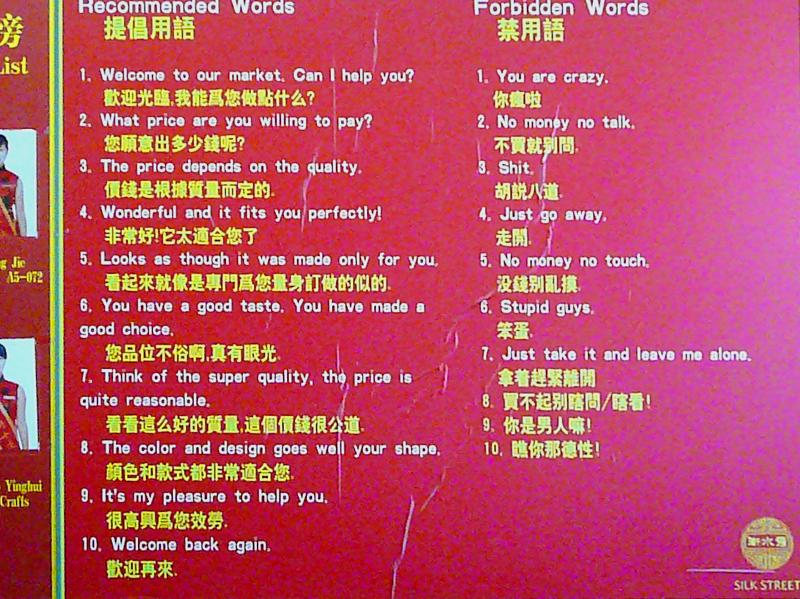 榜
List
g Jie
A5-072
Yinghui
Crafts
Recommended Words
提倡用語
1. Welcome to our market. Can I help you?
歡迎光臨,我能爲您做點什么?
2. What price are you willing to pay?
您願意出多少錢呢?
3. The price depends on the quality.
價錢是根據質量而定的.
4. Wonderful and it fits you perfectly!
非常好!它太適合您了
5. Looks as though it was made only for you.
看起來就像是專門爲您量身訂做的似的.
6. You have a good taste. You have made a
good choice.
您品位不俗啊,真有眼光.
7. Think of the super quality, the price is
quite reasonable.
看看這么好的質量,這個價錢很公道.
8. The color and design goes well your shape.
顔色和款式都非常適合您.
9. It's my pleasure to help you.
很高興爲您效勞.
10. Welcome back again.
歡迎再來.
Forbidden Words
禁用語
1. You are crazy.
你瘋啦
2. No money no talk.
不買就别問.
3. Shit.
胡説八道.
4. Just go away.
走開.
5. No money no touch.
没錢别亂摸.
6. Stupid guys.
笨蛋.
7. Just take it and leave me alone.
拿着趕緊離開
8. 買不起别瞎問/瞎看!
9. 你是男人嘛!
10. 瞧你那德性!
SILK STREET